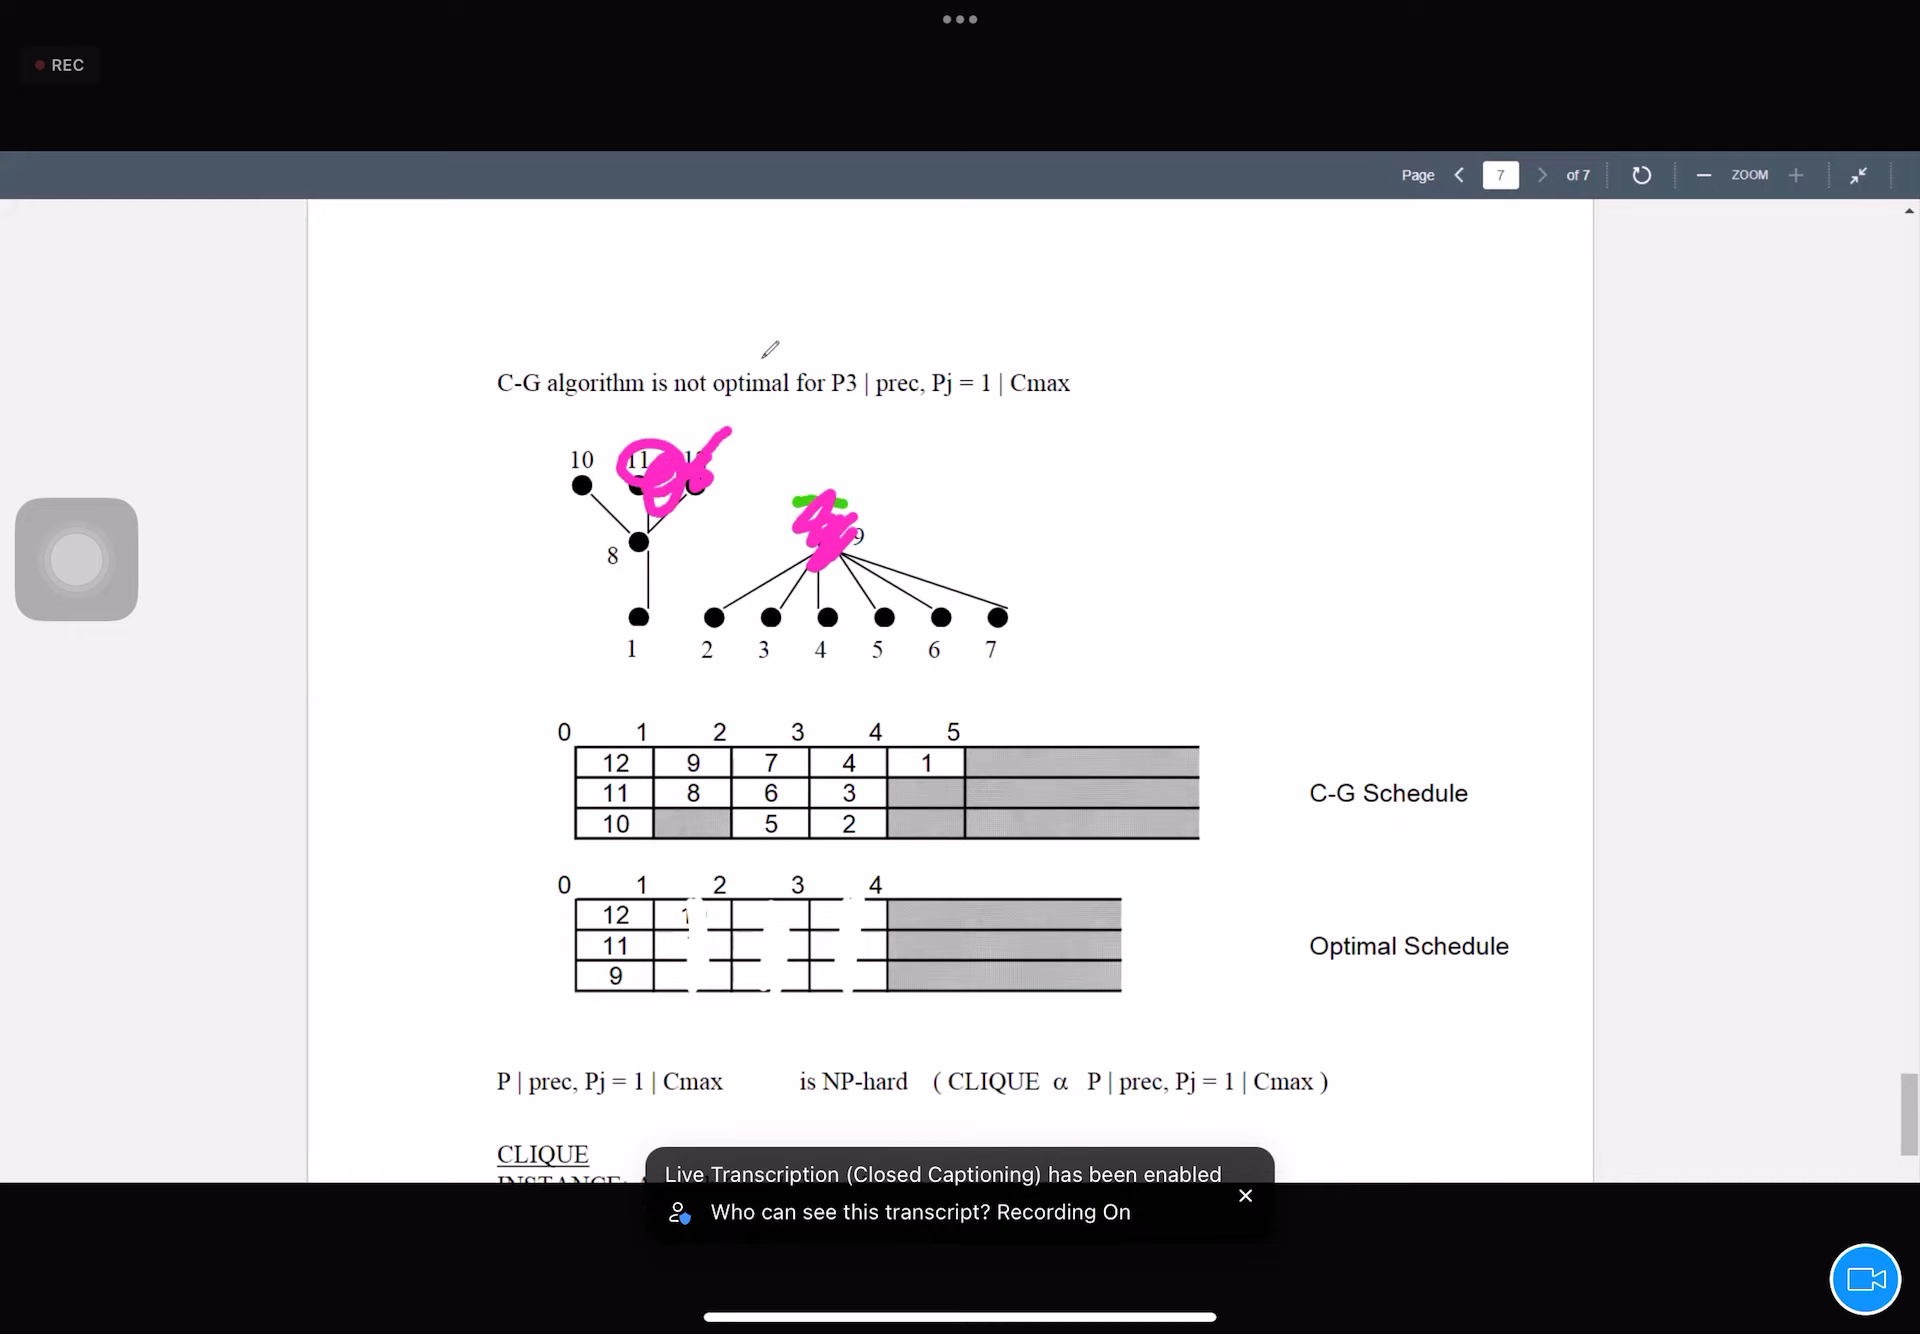 REC
Page 7 of 7 ZOOM
C-G algorithm is not optimal for P3 | prec, Pj = 1 | Cmax
10 11
9
8
1 2 3 4 5 6 7
0 1 2 3 4 5
12 9 7 4 1
11 8 6 3
10 5 2
C-G Schedule
0 1 2 3 4
12
11
9
Optimal Schedule
P | prec, Pj = 1 | Cmax is NP-hard ( CLIQUE α P | prec, Pj = 1 | Cmax )
CLIQUE
Live Transcription (Closed Captioning) has been enabled
Who can see this transcript? Recording On